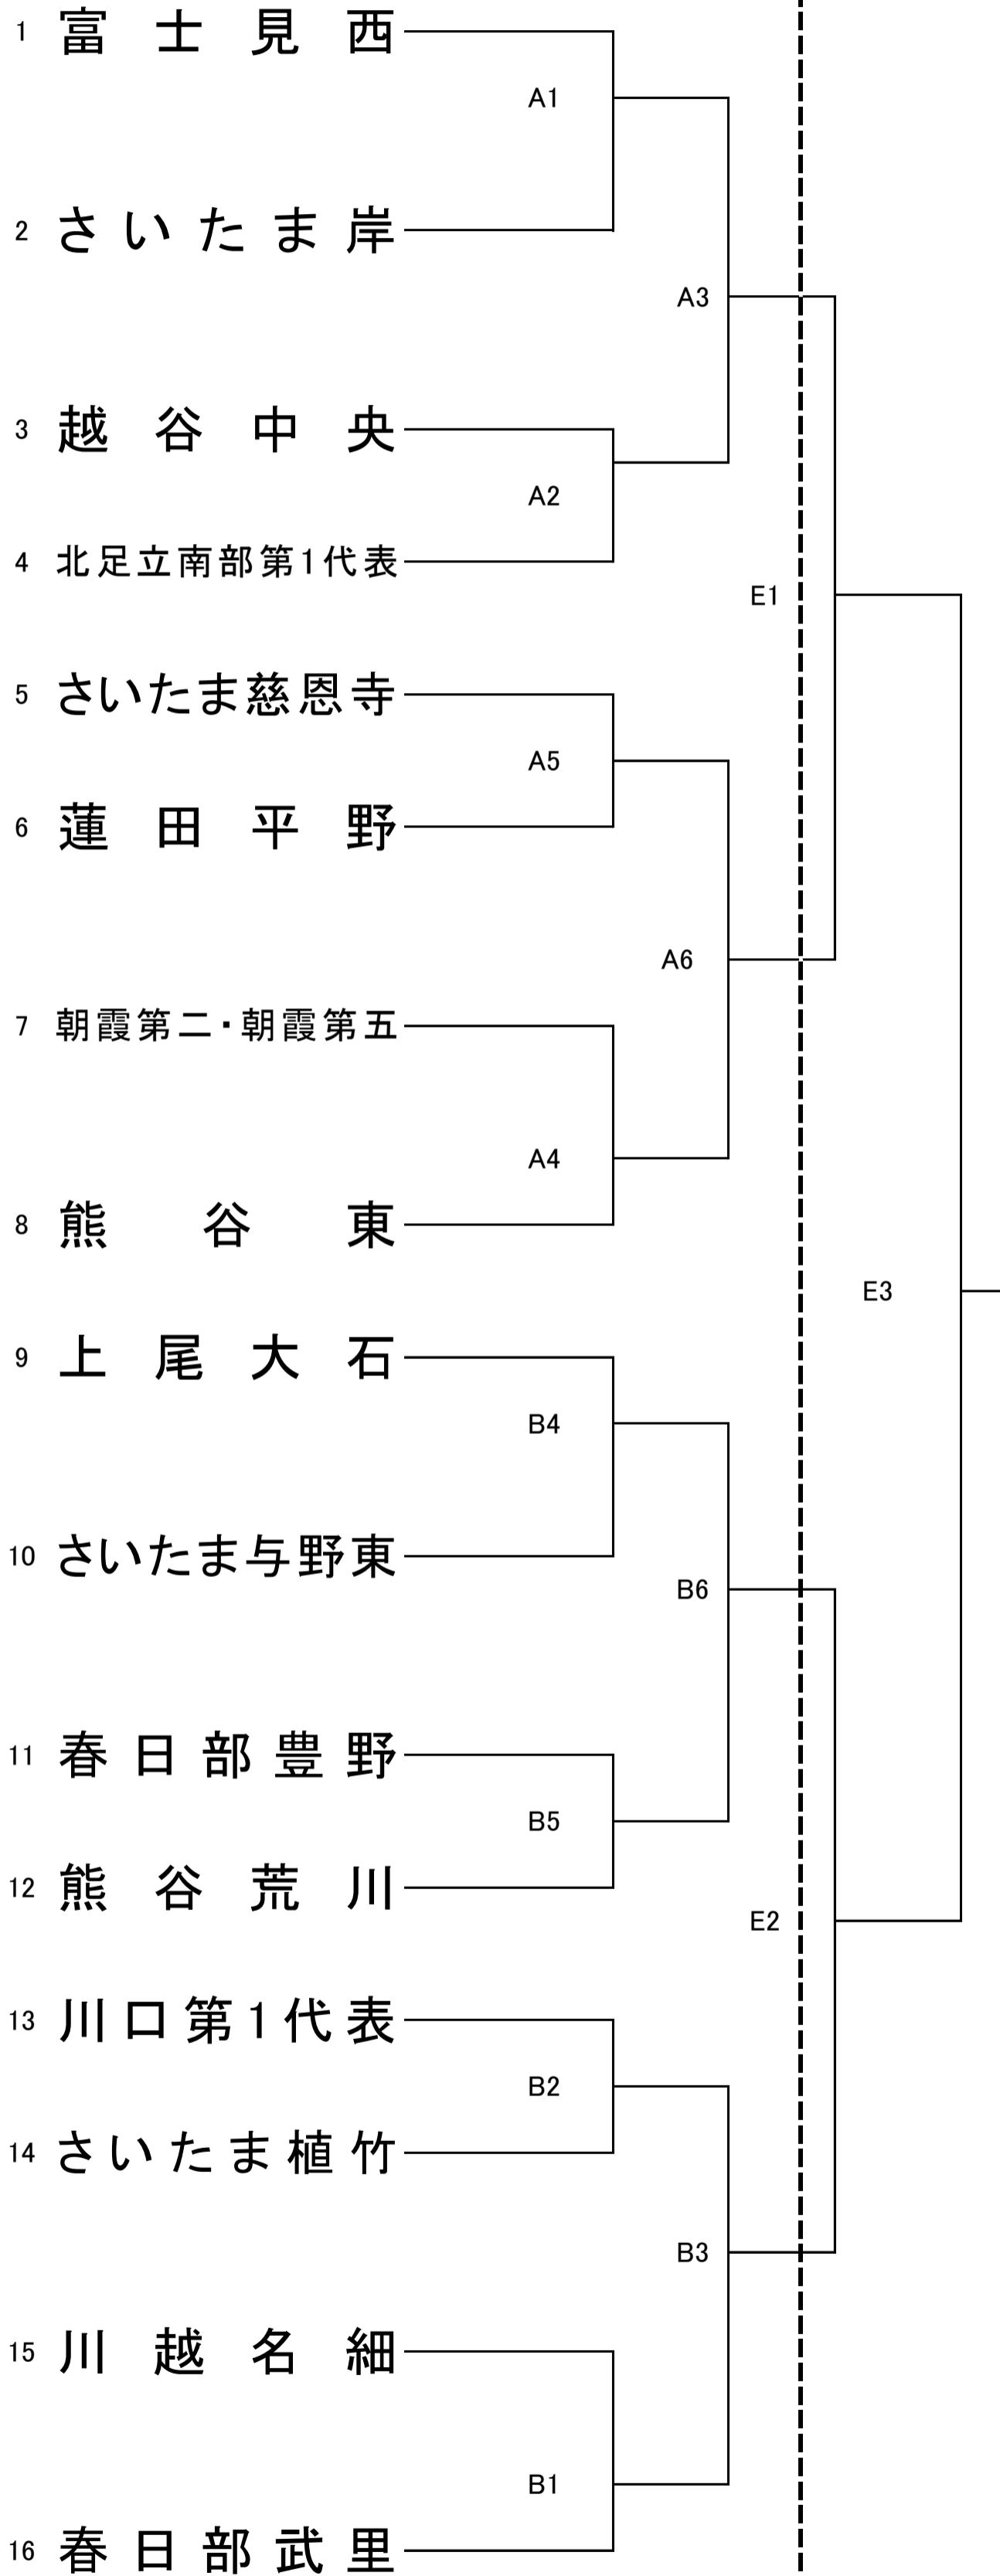 1 富士見西
A1
2 さいたま岸
A3
3 越谷中央
A2
4 北足立南部第1代表
E1
5 さいたま慈恩寺
A5
6 蓮田平野
A6
7 朝霞第二・朝霞第五
A4
8 熊谷東
E3
9 上尾大石
B4
10 さいたま与野東
B6
11 春日部豊野
B5
12 熊谷荒川
E2
13 川口第1代表
B2
14 さいたま植竹
B3
15 川越名細
B1
16 春日部武里